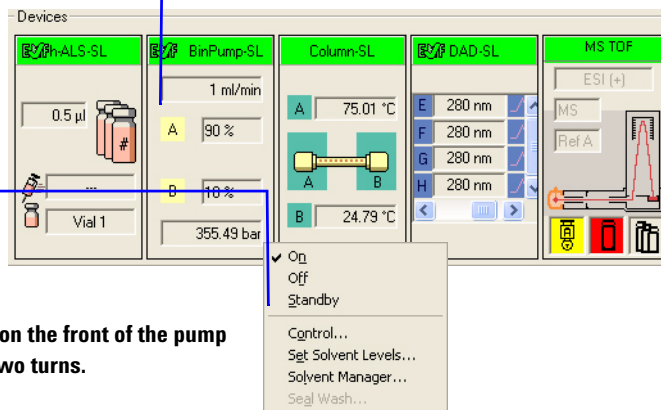 Devices
h-ALS-SL
BinPump-SL
Column-SL
DAD-SL
MS TOF
0.5 µl
#
---
Vial 1
1 ml/min
A 90 %
B 10 %
355.49 bar
A 75.01 °C
A B
B 24.79 °C
E 280 nm
F 280 nm
G 280 nm
H 280 nm
ESI (+)
MS
Ref A
On
Off
Standby
Control...
Set Solvent Levels...
Solvent Manager...
Seal Wash...
on the front of the pump
wo turns.